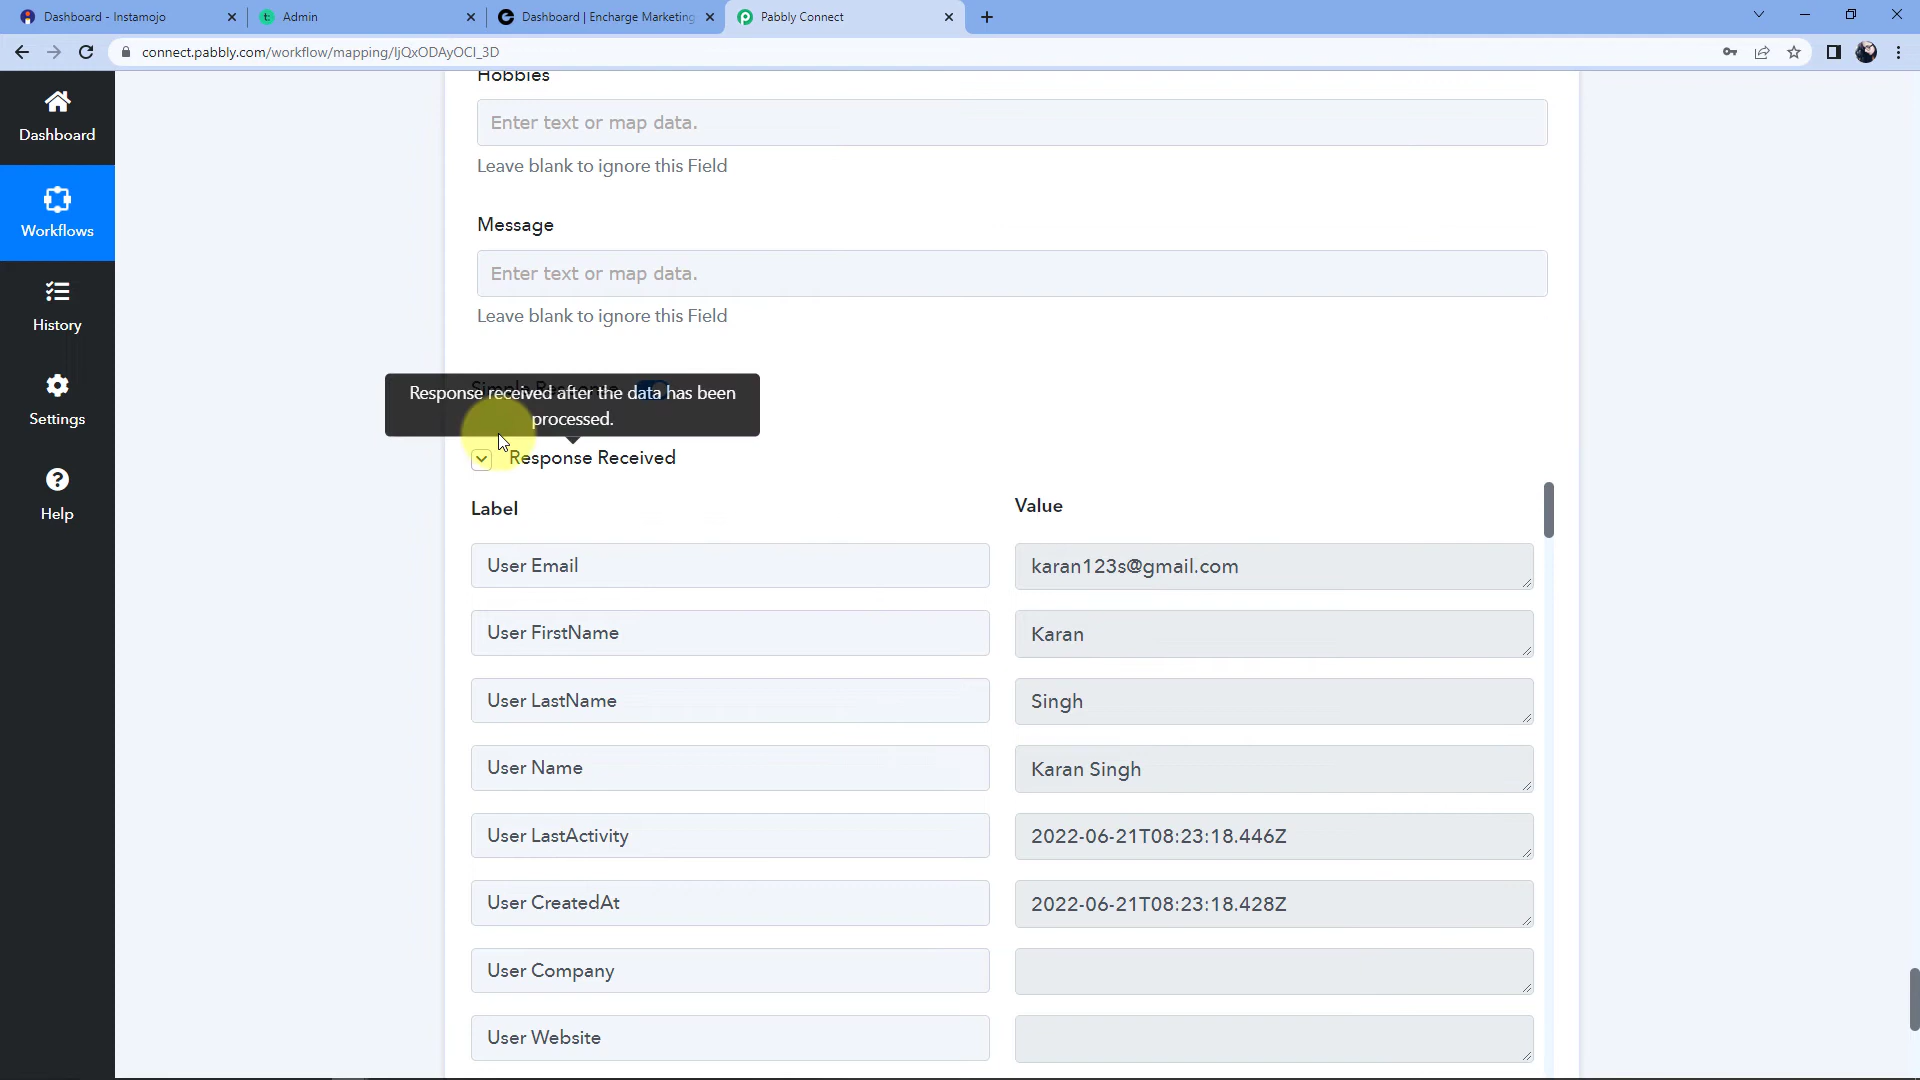 Dashboard - Instamojo
Admin
Dashboard | Encharge Marketing
Pabbly Connect
connect.pabbly.com/workflow/mapping/IjQxODAyOCI_3D
Dashboard
Workflows
History
Settings
Help
Hobbies
Enter text or map data.
Leave blank to ignore this Field
Message
Enter text or map data.
Leave blank to ignore this Field
Response received after the data has been
processed.
Response Received
Label Value
User Email karan123s@gmail.com
User FirstName Karan
User LastName Singh
User Name Karan Singh
User LastActivity 2022-06-21T08:23:18.446Z
User CreatedAt 2022-06-21T08:23:18.428Z
User Company
User Website